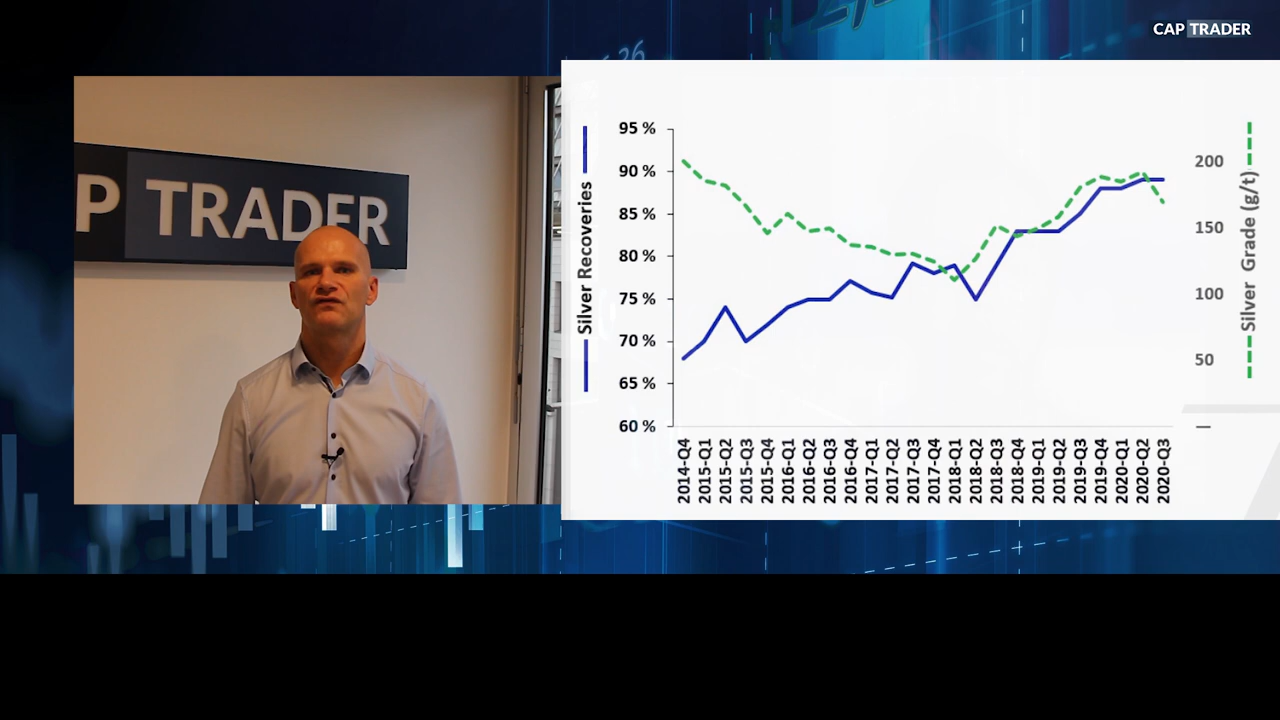 CAP TRADER
26
P TRADER
Silver Recoveries
95 %
90 %
85 %
80 %
75 %
70 %
65 %
60 %
200
150
100
50
—
Silver Grade (g/t)
2014-Q4
2015-Q1
2015-Q2
2015-Q3
2015-Q4
2016-Q1
2016-Q2
2016-Q3
2016-Q4
2017-Q1
2017-Q2
2017-Q3
2017-Q4
2018-Q1
2018-Q2
2018-Q3
2018-Q4
2019-Q1
2019-Q2
2019-Q3
2019-Q4
2020-Q1
2020-Q2
2020-Q3